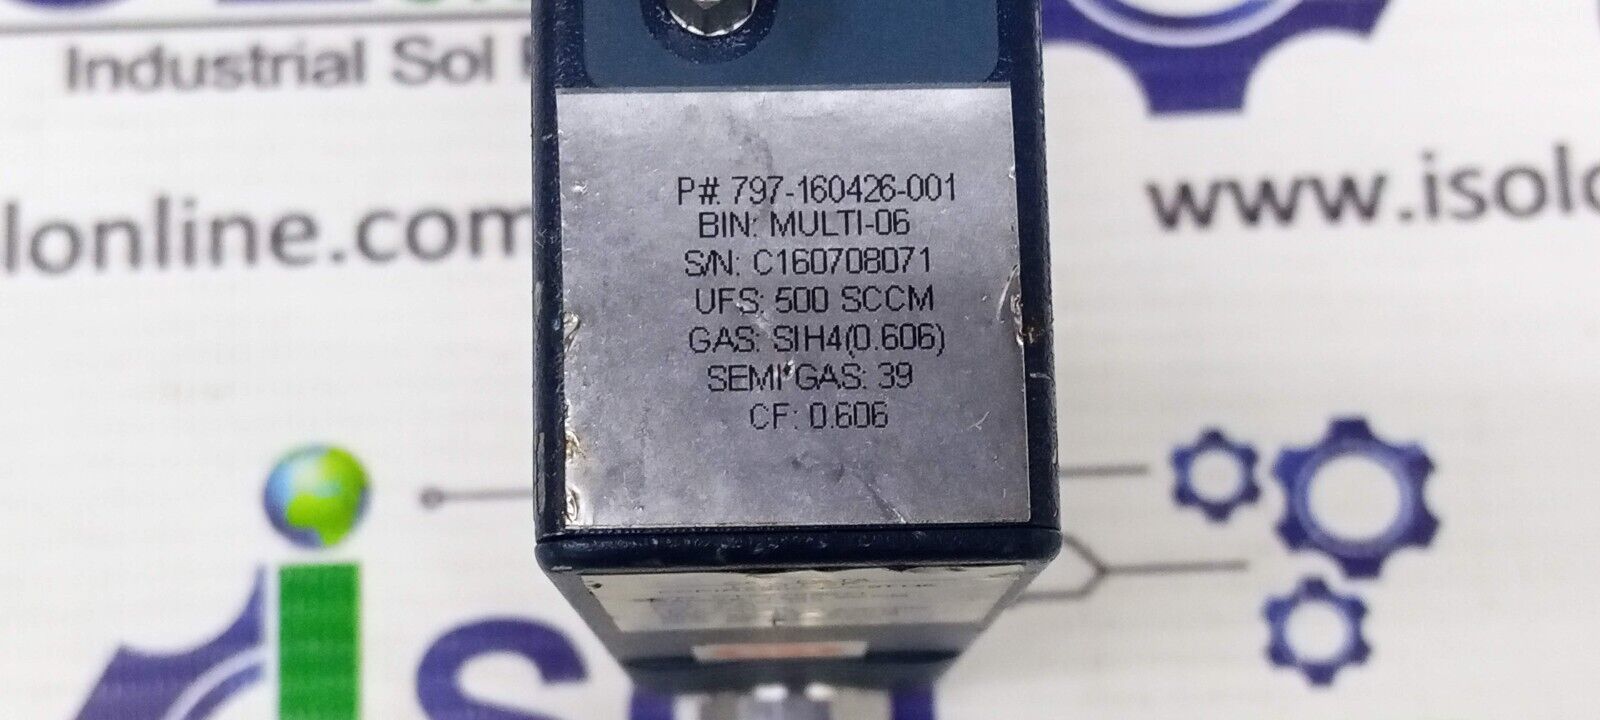 Industrial Sol
lonline.com
www.isolo
P#: 797-160426-001
BIN: MULTI-06
S/N: C160708071
UFS: 500 SCCM
GAS: SIH4(0.606)
SEMI GAS: 39
CF: 0.606